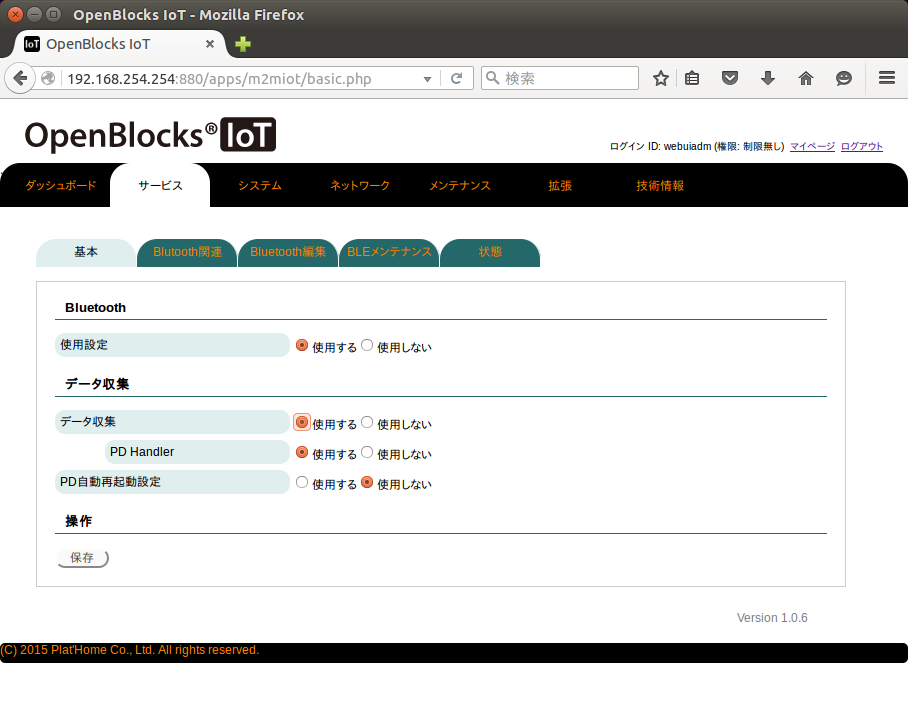 OpenBlocks IoT - Mozilla Firefox
IoT OpenBlocks IoT
192.168.254.254:880/apps/m2miot/basic.php 検索
OpenBlocks®IoT
ログイン ID: webuiadm (権限: 制限無し) マイページ ログアウト
ダッシュボード サービス システム ネットワーク メンテナンス 拡張 技術情報
基本 Blutooth関連 Bluetooth編集 BLEメンテナンス 状態
Bluetooth
使用設定 使用する 使用しない
データ収集
データ収集 使用する 使用しない
PD Handler 使用する 使用しない
PD自動再起動設定 使用する 使用しない
操作
保存
Version 1.0.6
(C) 2015 Plat'Home Co., Ltd. All rights reserved.